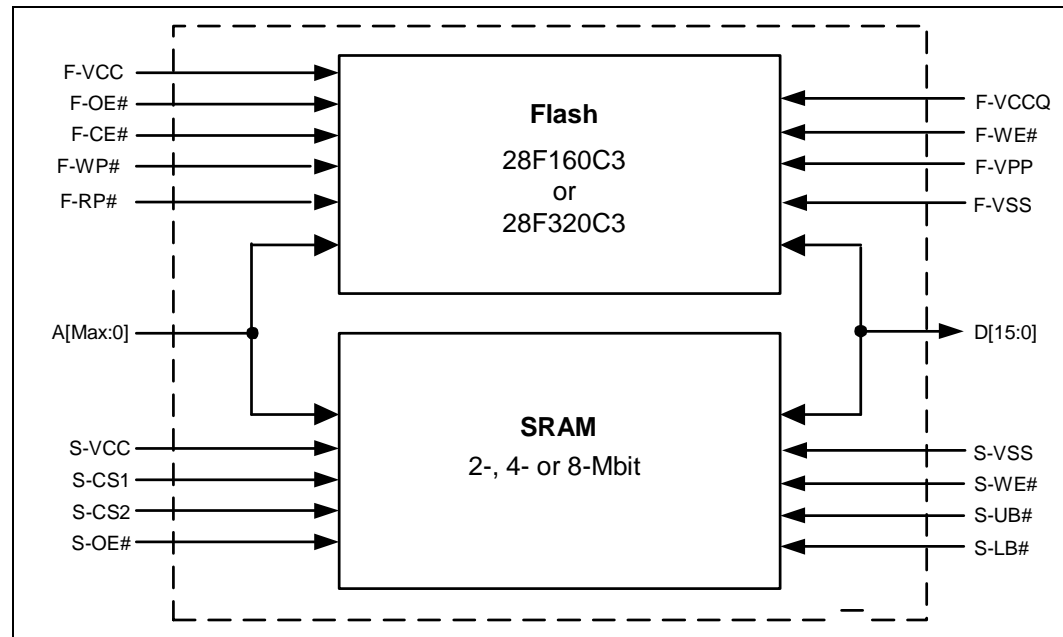 F-VCC
F-OE#
F-CE#
F-WP#
F-RP#
Flash
28F160C3
or
28F320C3
F-VCCQ
F-WE#
F-VPP
F-VSS
A[Max:0]
D[15:0]
S-VCC
S-CS1
S-CS2
S-OE#
SRAM
2-, 4- or 8-Mbit
S-VSS
S-WE#
S-UB#
S-LB#